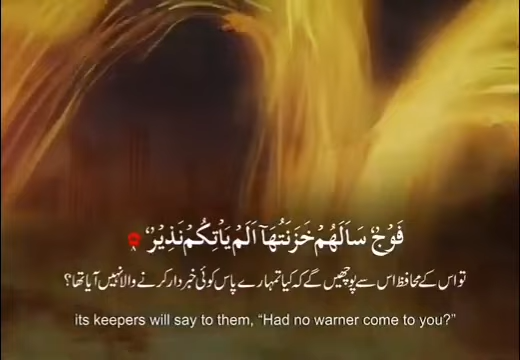 فَوْجٌ سَاَلَهُمْ خَزَنَتُهَاۤ اَلَمْ يَاْتِكُمْ نَذِيْرٌ ۸
تو اس کے محافظ اس سے پوچھیں گے کہ کیا تمہارے پاس کوئی خبردار کرنے والا نہیں آیا تھا؟
its keepers will say to them, “Had no warner come to you?”